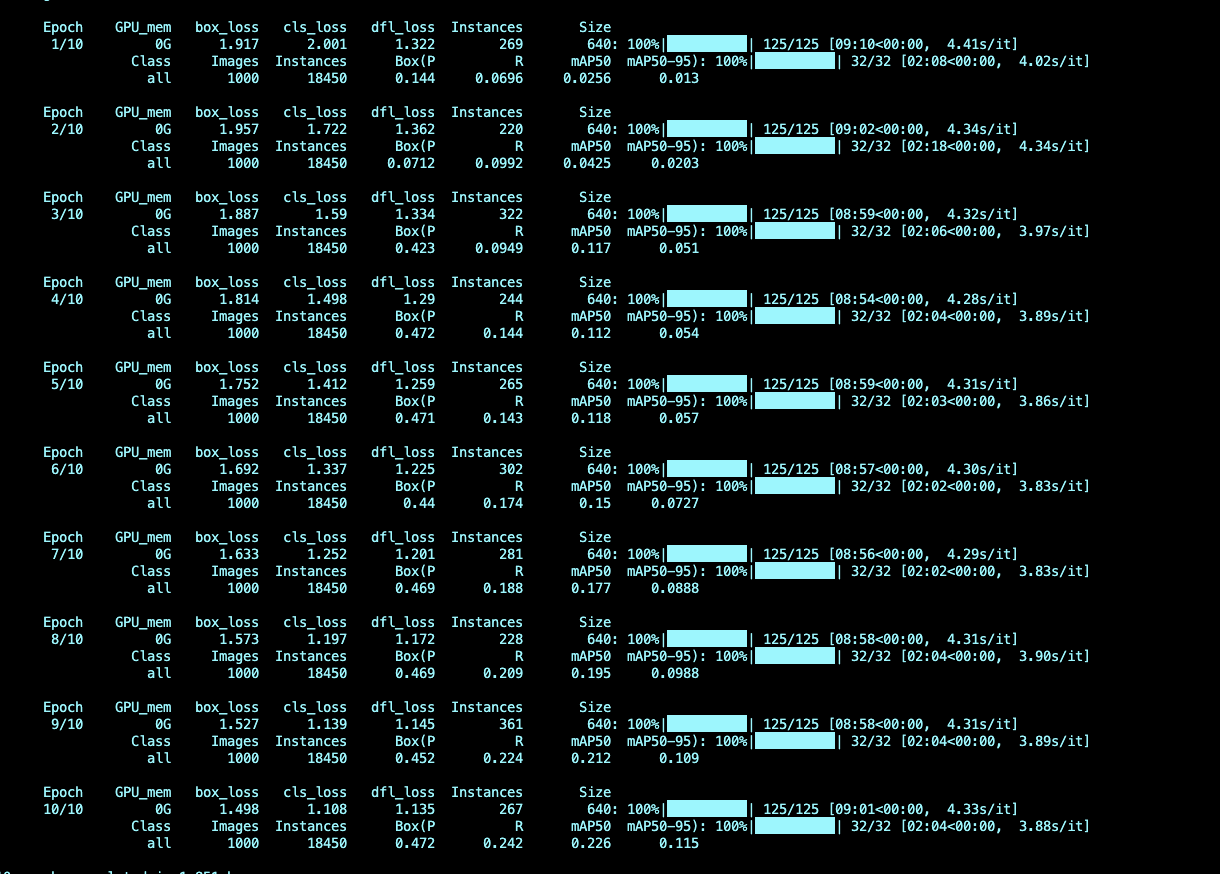 Epoch GPU_mem box_loss cls_loss dfl_loss Instances Size
1/10 0G 1.917 2.001 1.322 269 640: 100%|██████████| 125/125 [09:10<00:00, 4.41s/it]
Class Images Instances Box(P R mAP50 mAP50-95): 100%|██████████| 32/32 [02:08<00:00, 4.02s/it]
all 1000 18450 0.144 0.0696 0.0256 0.013
Epoch GPU_mem box_loss cls_loss dfl_loss Instances Size
2/10 0G 1.957 1.722 1.362 220 640: 100%|██████████| 125/125 [09:02<00:00, 4.34s/it]
Class Images Instances Box(P R mAP50 mAP50-95): 100%|██████████| 32/32 [02:18<00:00, 4.34s/it]
all 1000 18450 0.0712 0.0992 0.0425 0.0203
Epoch GPU_mem box_loss cls_loss dfl_loss Instances Size
3/10 0G 1.887 1.59 1.334 322 640: 100%|██████████| 125/125 [08:59<00:00, 4.32s/it]
Class Images Instances Box(P R mAP50 mAP50-95): 100%|██████████| 32/32 [02:06<00:00, 3.97s/it]
all 1000 18450 0.423 0.0949 0.117 0.051
Epoch GPU_mem box_loss cls_loss dfl_loss Instances Size
4/10 0G 1.814 1.498 1.29 244 640: 100%|██████████| 125/125 [08:54<00:00, 4.28s/it]
Class Images Instances Box(P R mAP50 mAP50-95): 100%|██████████| 32/32 [02:04<00:00, 3.89s/it]
all 1000 18450 0.472 0.144 0.112 0.054
Epoch GPU_mem box_loss cls_loss dfl_loss Instances Size
5/10 0G 1.752 1.412 1.259 265 640: 100%|██████████| 125/125 [08:59<00:00, 4.31s/it]
Class Images Instances Box(P R mAP50 mAP50-95): 100%|██████████| 32/32 [02:03<00:00, 3.86s/it]
all 1000 18450 0.471 0.143 0.118 0.057
Epoch GPU_mem box_loss cls_loss dfl_loss Instances Size
6/10 0G 1.692 1.337 1.225 302 640: 100%|██████████| 125/125 [08:57<00:00, 4.30s/it]
Class Images Instances Box(P R mAP50 mAP50-95): 100%|██████████| 32/32 [02:02<00:00, 3.83s/it]
all 1000 18450 0.44 0.174 0.15 0.0727
Epoch GPU_mem box_loss cls_loss dfl_loss Instances Size
7/10 0G 1.633 1.252 1.201 281 640: 100%|██████████| 125/125 [08:56<00:00, 4.29s/it]
Class Images Instances Box(P R mAP50 mAP50-95): 100%|██████████| 32/32 [02:02<00:00, 3.83s/it]
all 1000 18450 0.469 0.188 0.177 0.0888
Epoch GPU_mem box_loss cls_loss dfl_loss Instances Size
8/10 0G 1.573 1.197 1.172 228 640: 100%|██████████| 125/125 [08:58<00:00, 4.31s/it]
Class Images Instances Box(P R mAP50 mAP50-95): 100%|██████████| 32/32 [02:04<00:00, 3.90s/it]
all 1000 18450 0.469 0.209 0.195 0.0988
Epoch GPU_mem box_loss cls_loss dfl_loss Instances Size
9/10 0G 1.527 1.139 1.145 361 640: 100%|██████████| 125/125 [08:58<00:00, 4.31s/it]
Class Images Instances Box(P R mAP50 mAP50-95): 100%|██████████| 32/32 [02:04<00:00, 3.89s/it]
all 1000 18450 0.452 0.224 0.212 0.109
Epoch GPU_mem box_loss cls_loss dfl_loss Instances Size
10/10 0G 1.498 1.108 1.135 267 640: 100%|██████████| 125/125 [09:01<00:00, 4.33s/it]
Class Images Instances Box(P R mAP50 mAP50-95): 100%|██████████| 32/32 [02:04<00:00, 3.88s/it]
all 1000 18450 0.472 0.242 0.226 0.115